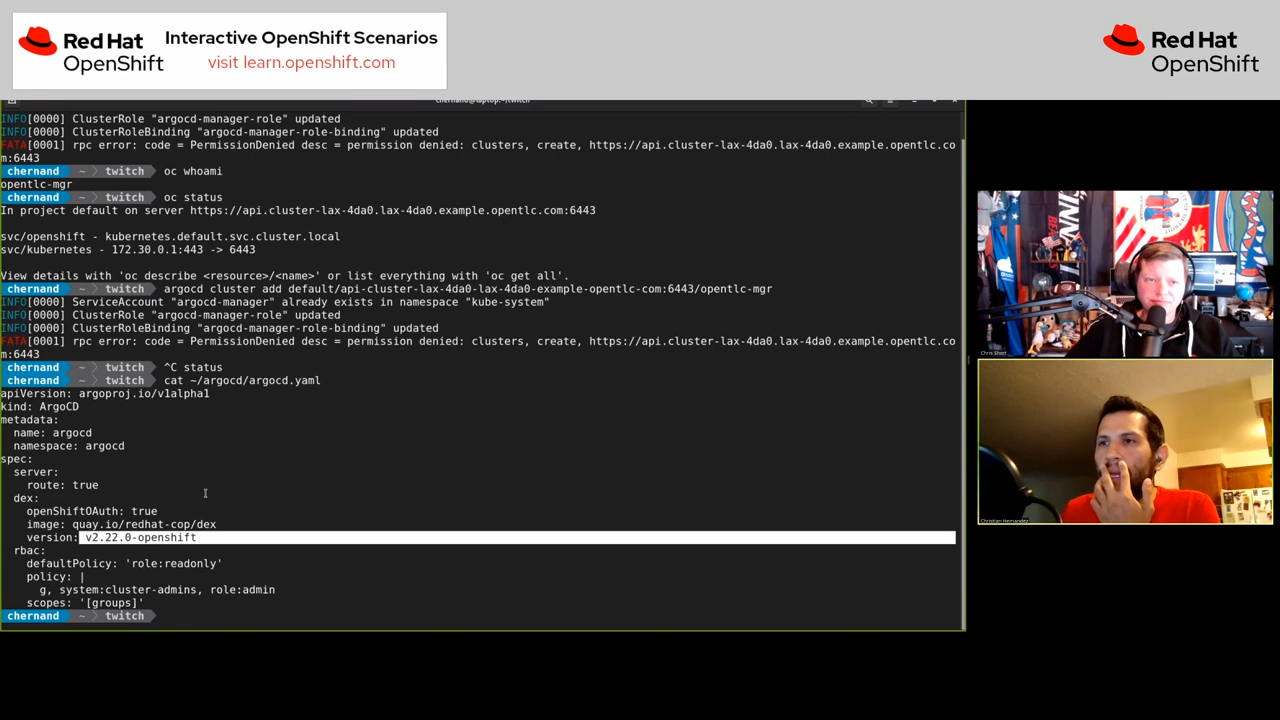 Red Hat
OpenShift
Interactive OpenShift Scenarios
visit learn.openshift.com
Red Hat
OpenShift
chernand@laptop:~/twitch
INFO[0000] ClusterRole "argocd-manager-role" updated
INFO[0000] ClusterRoleBinding "argocd-manager-role-binding" updated
FATA[0001] rpc error: code = PermissionDenied desc = permission denied: clusters, create, https://api.cluster-lax-4da0.lax-4da0.example.opentlc.co
m:6443
chernand ~ twitch oc whoami
opentlc-mgr
chernand ~ twitch oc status
In project default on server https://api.cluster-lax-4da0.lax-4da0.example.opentlc.com:6443
svc/openshift - kubernetes.default.svc.cluster.local
svc/kubernetes - 172.30.0.1:443 -> 6443
View details with 'oc describe <resource>/<name>' or list everything with 'oc get all'.
chernand ~ twitch argocd cluster add default/api-cluster-lax-4da0-lax-4da0-example-opentlc-com:6443/opentlc-mgr
INFO[0000] ServiceAccount "argocd-manager" already exists in namespace "kube-system"
INFO[0000] ClusterRole "argocd-manager-role" updated
INFO[0000] ClusterRoleBinding "argocd-manager-role-binding" updated
FATA[0001] rpc error: code = PermissionDenied desc = permission denied: clusters, create, https://api.cluster-lax-4da0.lax-4da0.example.opentlc.co
m:6443
chernand ~ twitch ^C status
chernand ~ twitch cat ~/argocd/argocd.yaml
apiVersion: argoproj.io/v1alpha1
kind: ArgoCD
metadata:
  name: argocd
  namespace: argocd
spec:
  server:
    route: true
  dex:
    openShiftOAuth: true
    image: quay.io/redhat-cop/dex
    version: v2.22.0-openshift
  rbac:
    defaultPolicy: 'role:readonly'
    policy: |
      g, system:cluster-admins, role:admin
    scopes: '[groups]'
chernand ~ twitch
Chris Short
Christian Hernandez